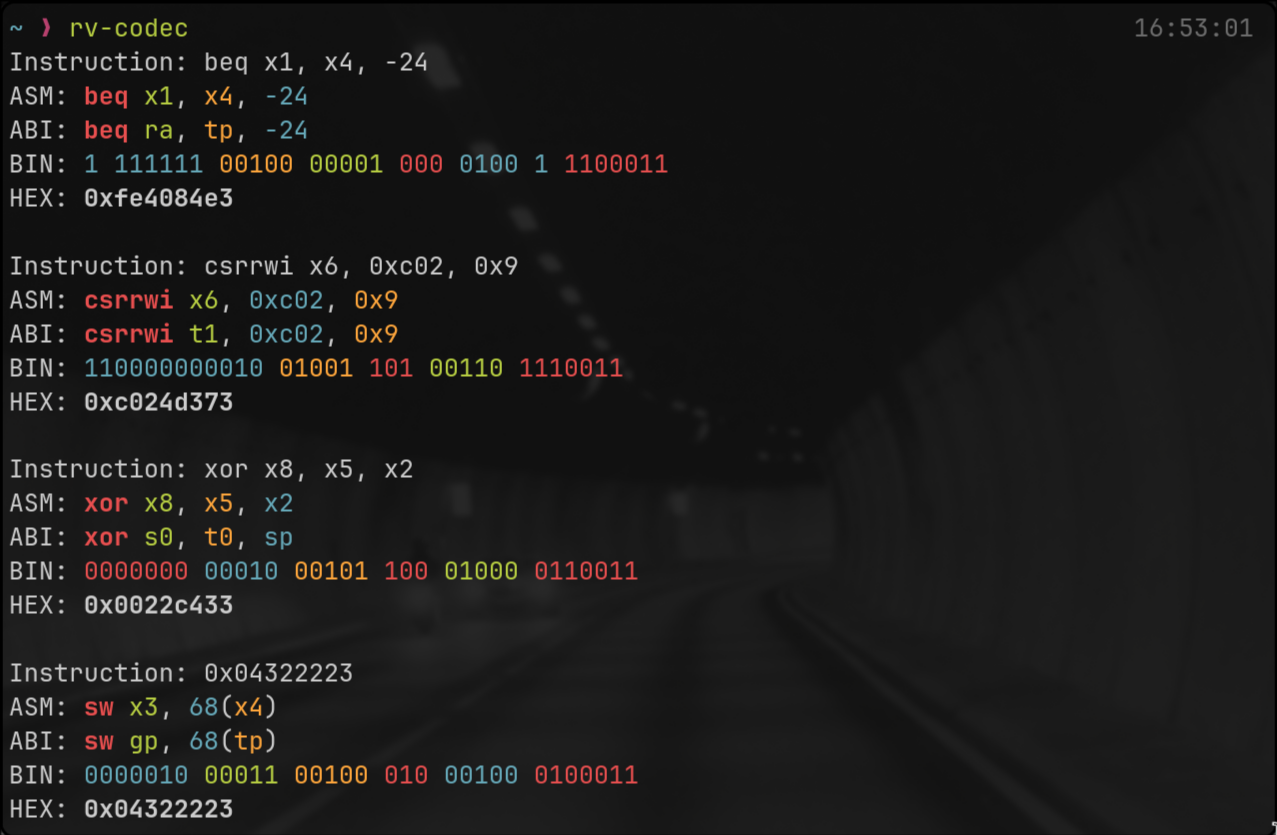 ~ ❯ rv-codec 16:53:01
Instruction: beq x1, x4, -24
ASM: beq x1, x4, -24
ABI: beq ra, tp, -24
BIN: 1 111111 00100 00001 000 0100 1 1100011
HEX: 0xfe4084e3
Instruction: csrrwi x6, 0xc02, 0x9
ASM: csrrwi x6, 0xc02, 0x9
ABI: csrrwi t1, 0xc02, 0x9
BIN: 110000000010 01001 101 00110 1110011
HEX: 0xc024d373
Instruction: xor x8, x5, x2
ASM: xor x8, x5, x2
ABI: xor s0, t0, sp
BIN: 0000000 00010 00101 100 01000 0110011
HEX: 0x0022c433
Instruction: 0x04322223
ASM: sw x3, 68(x4)
ABI: sw gp, 68(tp)
BIN: 0000010 00011 00100 010 00100 0100011
HEX: 0x04322223